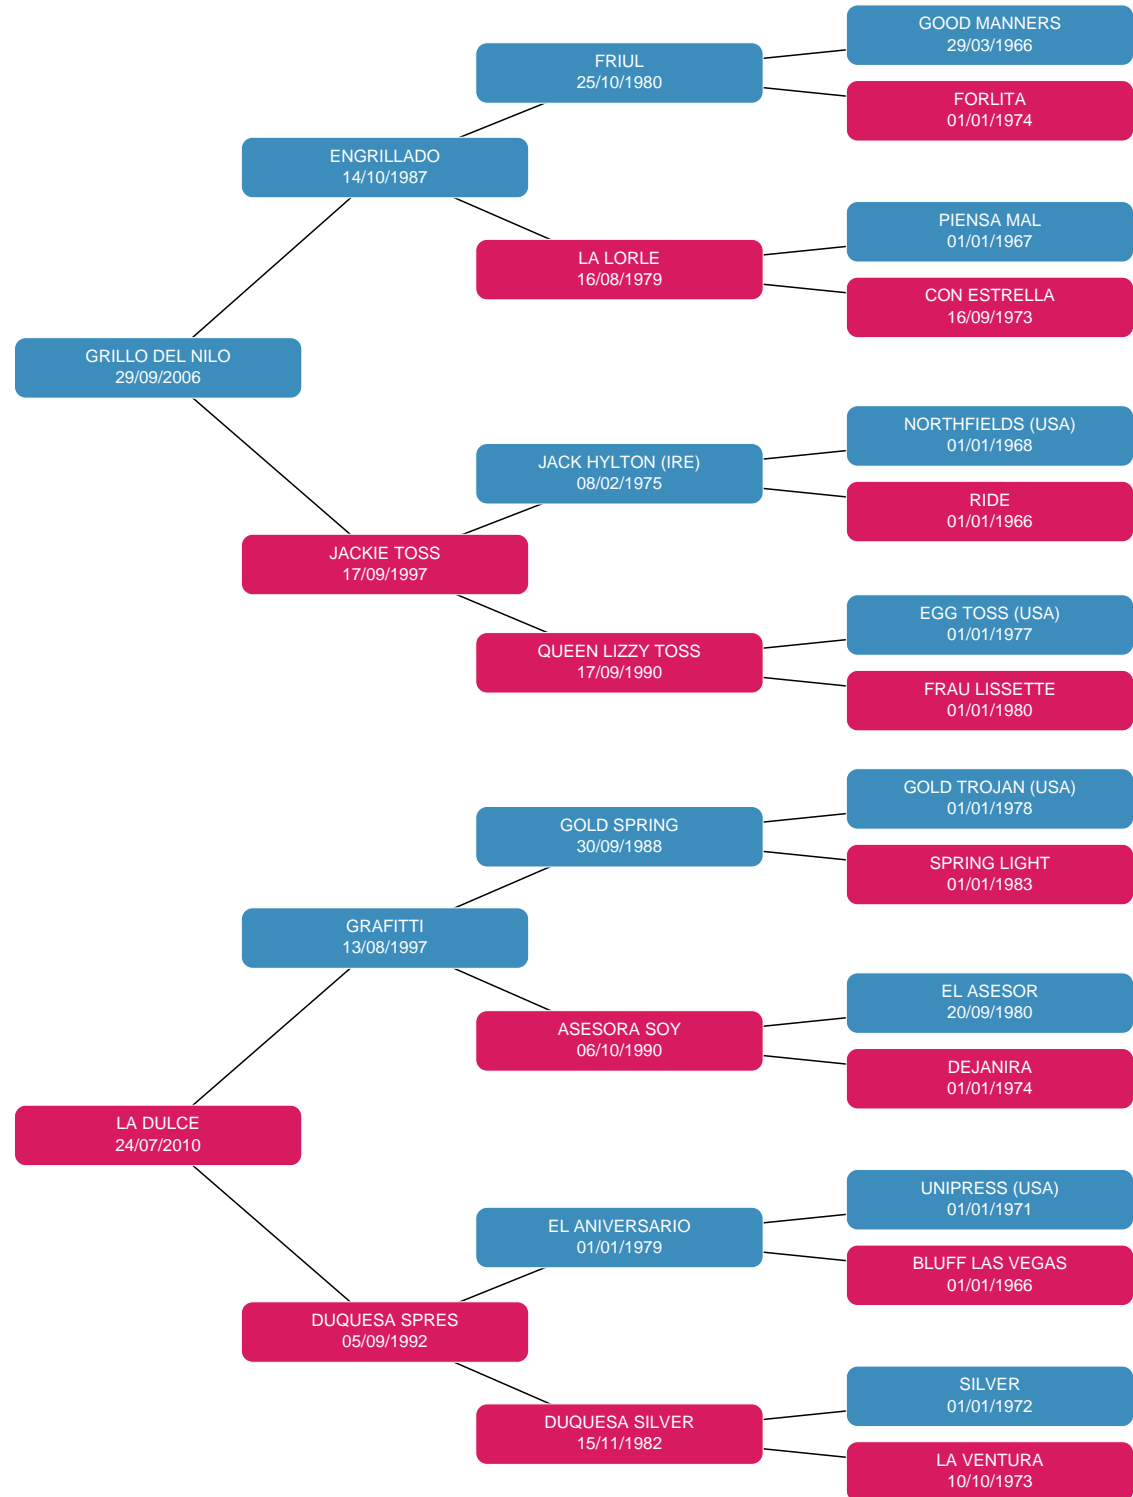 GOOD MANNERS
29/03/1966
FRIUL
25/10/1980
FORLITA
01/01/1974
ENGRILLADO
14/10/1987
PIENSA MAL
01/01/1967
LA LORLE
16/08/1979
CON ESTRELLA
16/09/1973
GRILLO DEL NILO
29/09/2006
NORTHFIELDS (USA)
01/01/1968
JACK HYLTON (IRE)
08/02/1975
RIDE
01/01/1966
JACKIE TOSS
17/09/1997
EGG TOSS (USA)
01/01/1977
QUEEN LIZZY TOSS
17/09/1990
FRAU LISSETTE
01/01/1980
GOLD TROJAN (USA)
01/01/1978
GOLD SPRING
30/09/1988
SPRING LIGHT
01/01/1983
GRAFITTI
13/08/1997
EL ASESOR
20/09/1980
ASESORA SOY
06/10/1990
DEJANIRA
01/01/1974
LA DULCE
24/07/2010
UNIPRESS (USA)
01/01/1971
EL ANIVERSARIO
01/01/1979
BLUFF LAS VEGAS
01/01/1966
DUQUESA SPRES
05/09/1992
SILVER
01/01/1972
DUQUESA SILVER
15/11/1982
LA VENTURA
10/10/1973